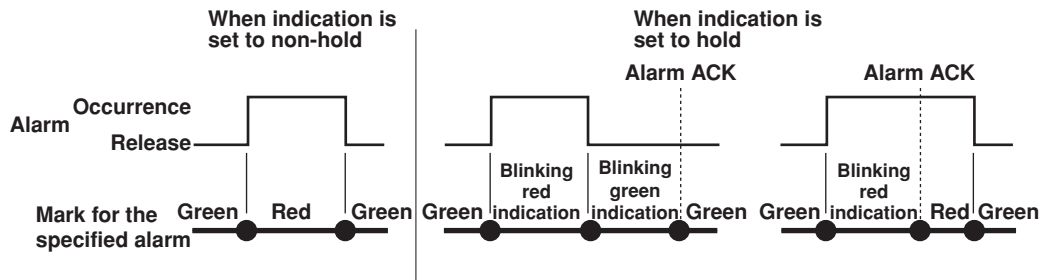 When indication is
set to non-hold
When indication is
set to hold
Alarm ACK
Alarm ACK
Alarm
Occurrence
Release
Blinking
red
indication
Blinking
green
indication
Blinking
red
indication
Mark for the
specified alarm
Green Red Green
Green Green
Green Red Green